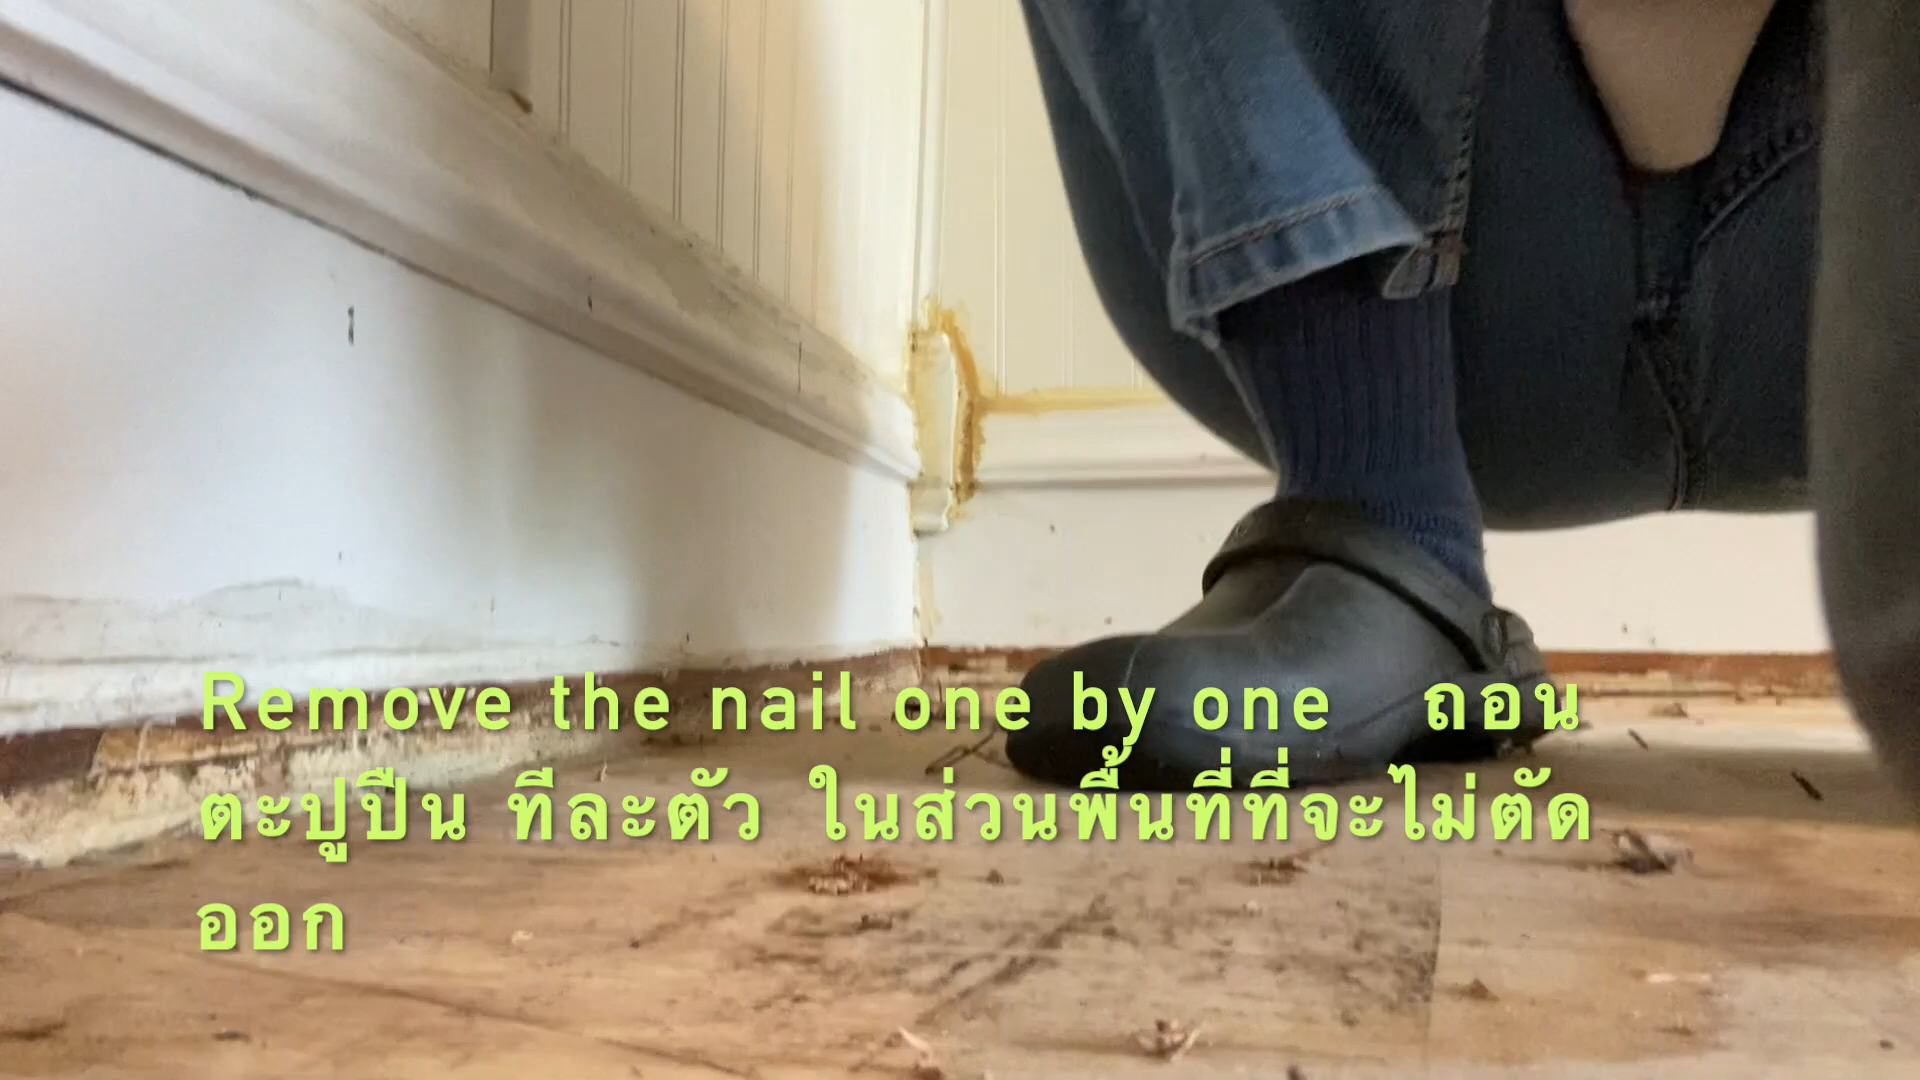 Remove the nail one by one ถอน
ตะปูปืน ทีละตัว ในส่วนพื้นที่ที่จะไม่ตัด
ออก